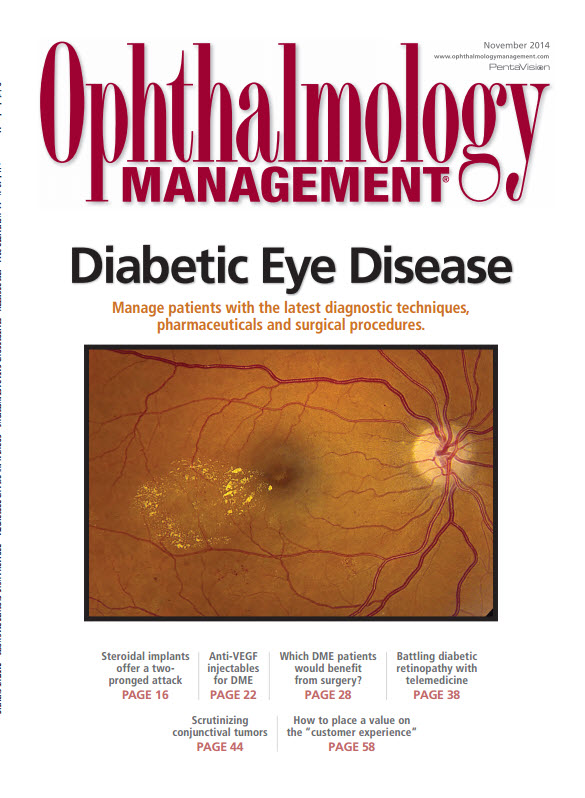 November 2014
www.ophthalmologymanagement.com
PentaVision
Ophthalmology
MANAGEMENT®
Diabetic Eye Disease
Manage patients with the latest diagnostic techniques,
pharmaceuticals and surgical procedures.
Steroidal implants
offer a two-
pronged attack
PAGE 16
Anti-VEGF
injectables
for DME
PAGE 22
Which DME patients
would benefit
from surgery?
PAGE 28
Battling diabetic
retinopathy with
telemedicine
PAGE 38
Scrutinizing
conjunctival tumors
PAGE 44
How to place a value on
the “customer experience”
PAGE 58